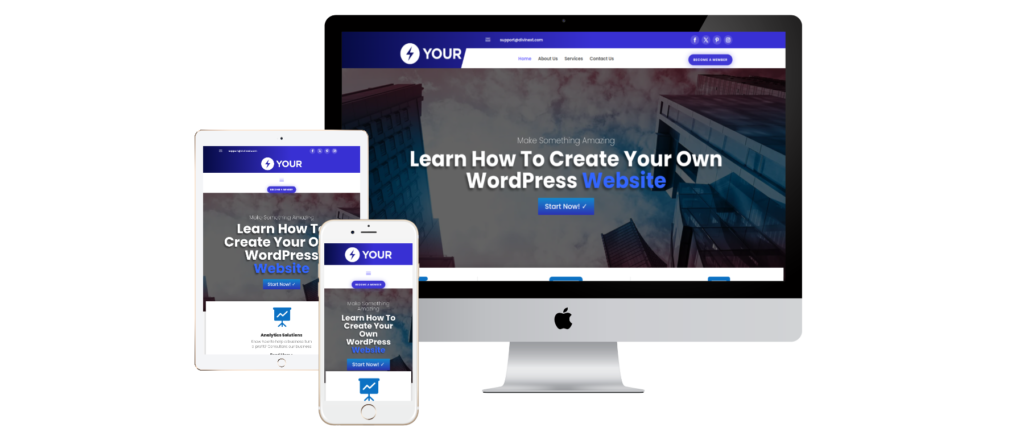 support@divinest.com
YOUR
Home About Us Services Contact Us
BECOME A MEMBER
Make Something Amazing
Learn How To Create Your Own
WordPress Website
Start Now! ✓
YOUR
BECOME A MEMBER
Make Something Amazing
Learn How To
Create Your O
WordPress
Website
Start Now! ✓
Analytics Solutions
YOUR
BECOME A MEMBER
Make Something
Amazing
Learn How To
Create Your
Own
WordPress
Website
Start Now! ✓